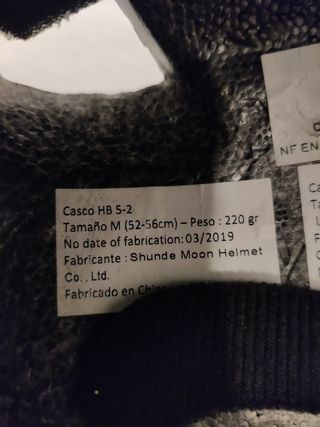 NF EN
Casco HB 5-2
Tamaño M (52-56cm) – Peso : 220 gr
No date of fabrication: 03/2019
Fabricante : Shunde Moon Helmet
Co., Ltd.
Fabricado en China